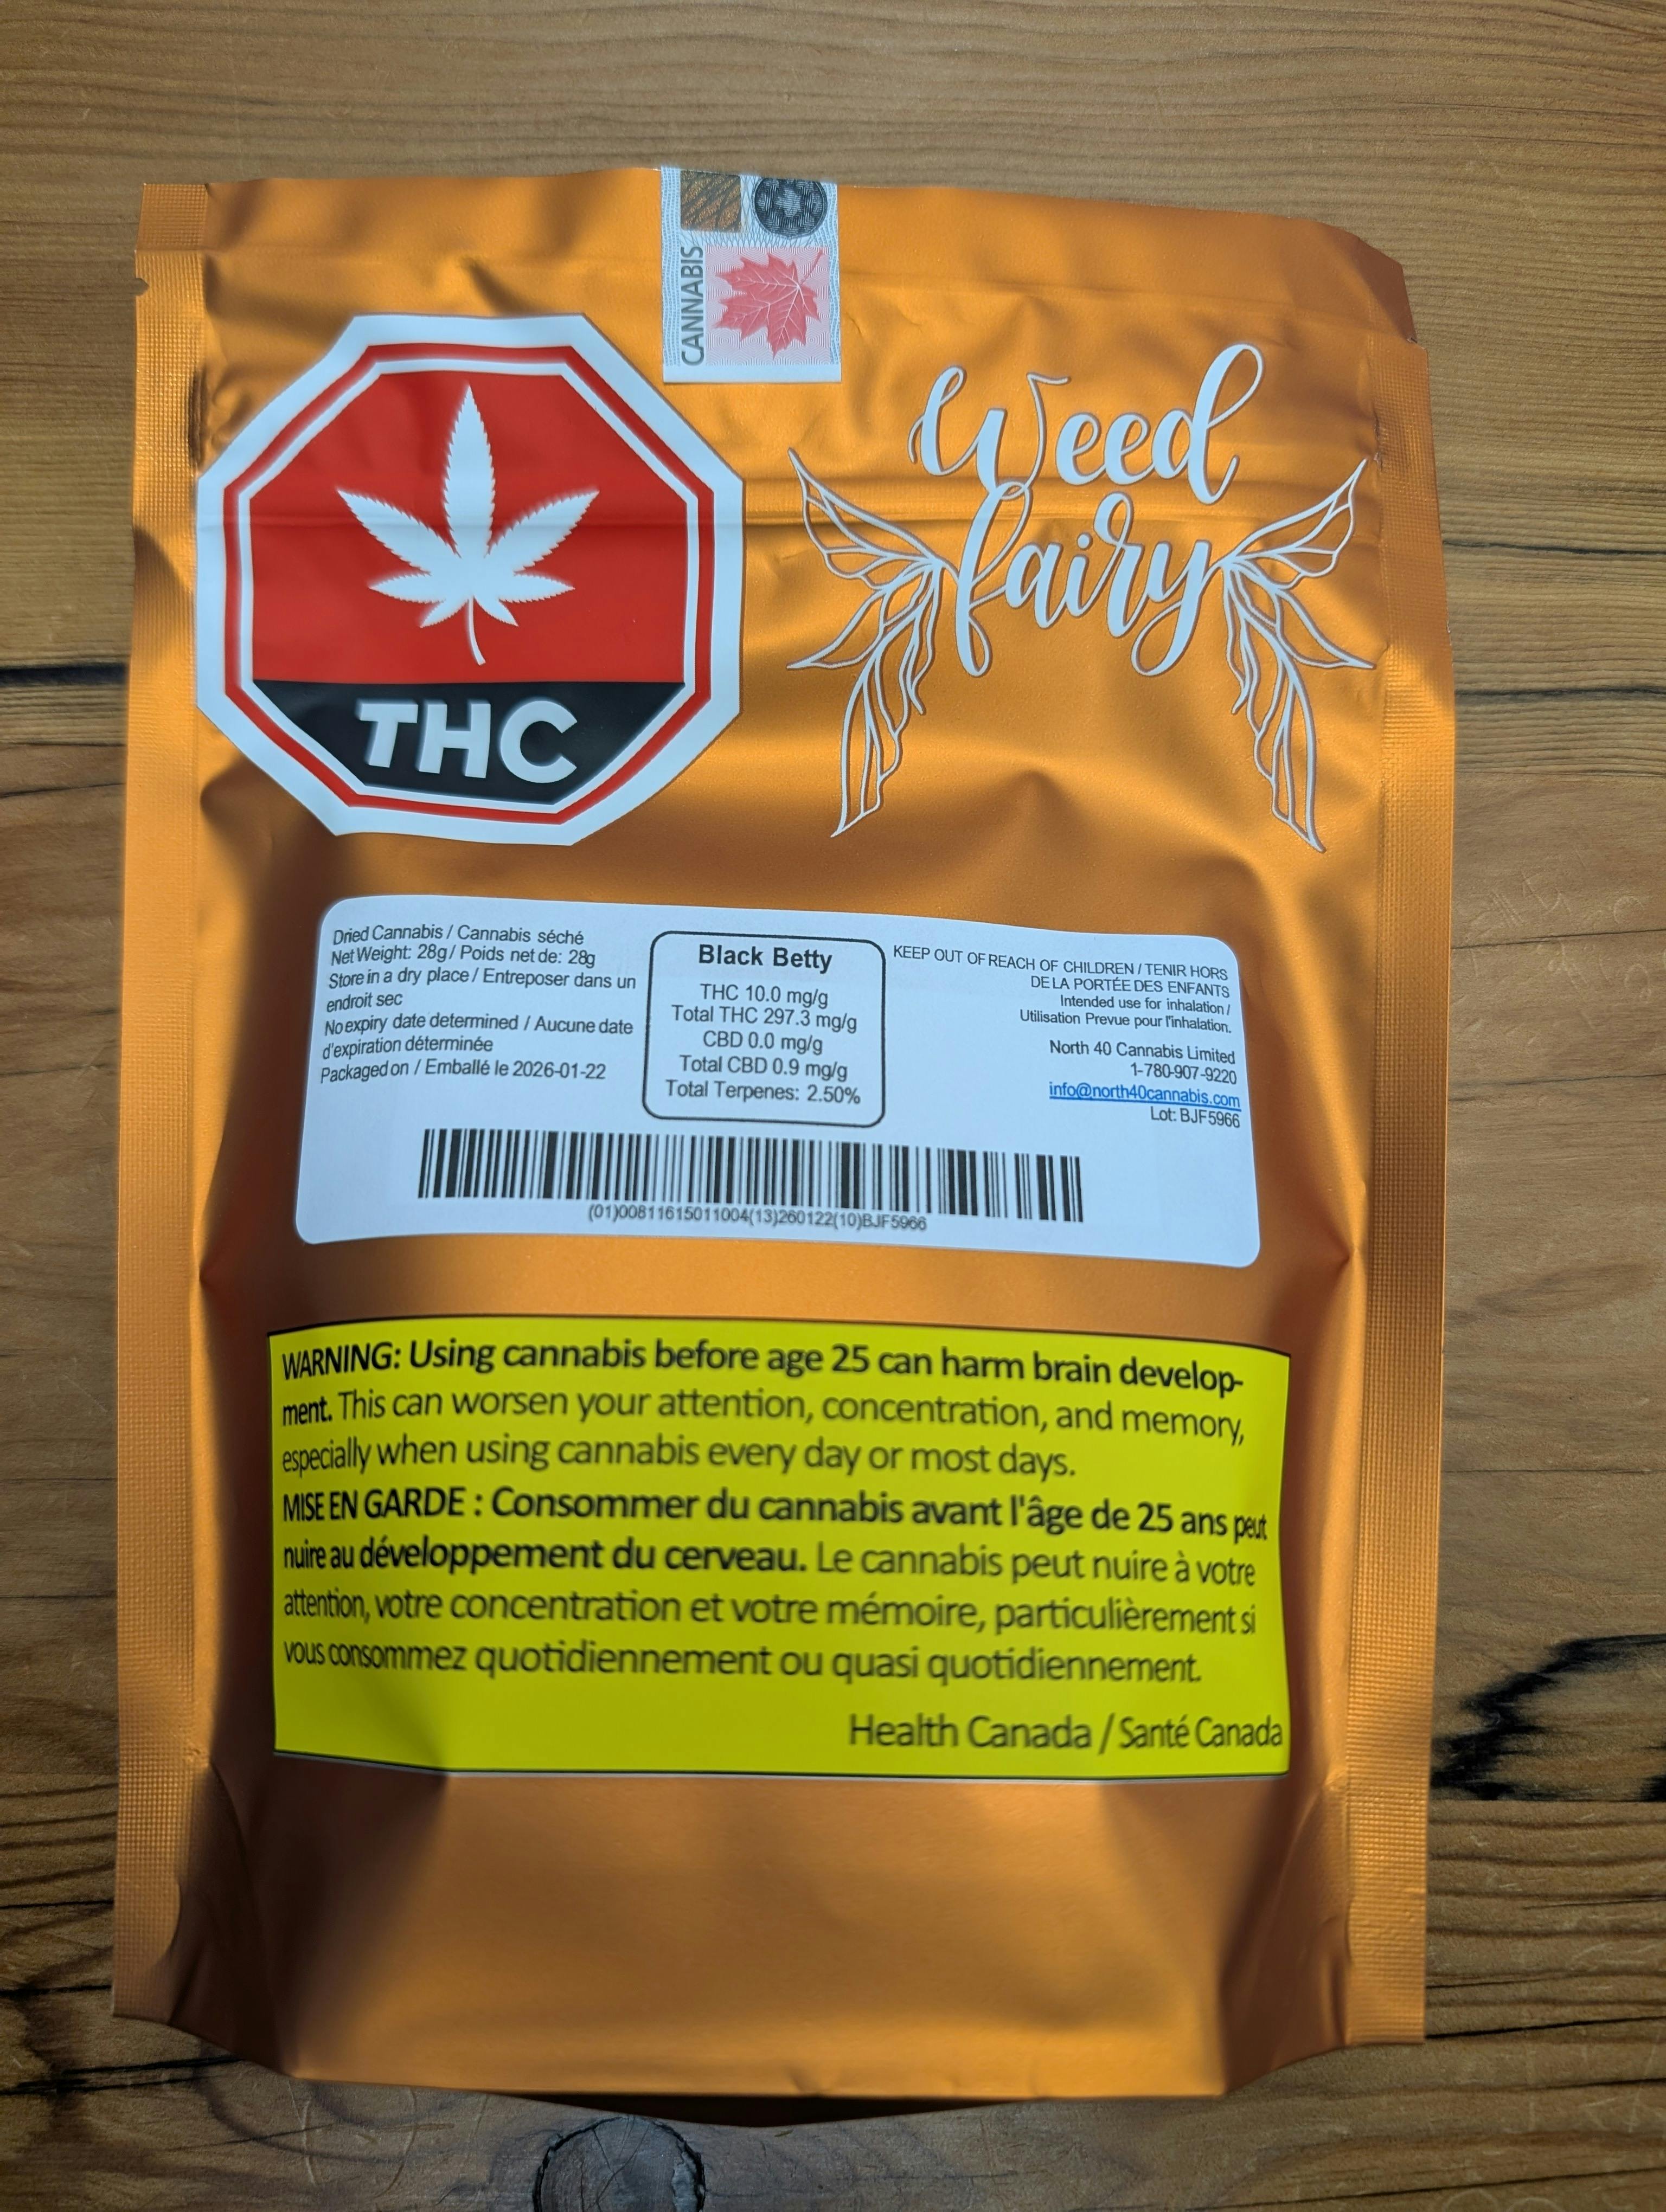 CANNABIS
THC
Weed
fairy
Dried Cannabis / Cannabis séché
Net Weight: 28g / Poids net de: 28g
Store in a dry place / Entreposer dans un
endroit sec
No expiry date determined / Aucune date
d'expiration déterminée
Packaged on / Emballé le 2026-01-22
Black Betty
THC 10.0 mg/g
Total THC 297.3 mg/g
CBD 0.0 mg/g
Total CBD 0.9 mg/g
Total Terpenes: 2.50%
KEEP OUT OF REACH OF CHILDREN / TENIR HORS
DE LA PORTÉE DES ENFANTS
Intended use for inhalation /
Utilisation Prevue pour l'inhalation.
North 40 Cannabis Limited
1-780-907-9220
info@north40cannabis.com
Lot: BJF5966
(01)00811615011004(13)260122(10)BJF5966
WARNING: Using cannabis before age 25 can harm brain develop-
ment. This can worsen your attention, concentration, and memory,
especially when using cannabis every day or most days.
MISE EN GARDE : Consommer du cannabis avant l'âge de 25 ans peut
nuire au développement du cerveau. Le cannabis peut nuire à votre
attention, votre concentration et votre mémoire, particulièrement si
vous consommez quotidiennement ou quasi quotidiennement.
Health Canada / Santé Canada